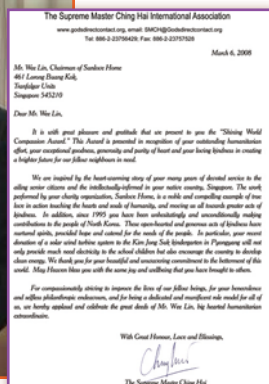 The Supreme Master Ching Hai International Association
www.godsdirectcontact.org, email: SMCH@Godsdirectcontact.org
Tel: 886-2-23756429; Fax: 886-2-23757528
March 6, 2008
Mr. Wee Lin, Chairman of Sunlove Home
461 Lorong Buang Kok,
Trafalgar Units
Singapore 545210
Dear Mr. Wee Lin,
It is with great pleasure and gratitude that we present to you the "Shining World
Compassion Award." This Award is presented in recognition of your outstanding humanitarian
effort, your exceptional goodness, generosity and purity of heart and your loving kindness in creating
a brighter future for our fellow neighbours in need.
We are inspired by the heart-warming story of your many years of devoted service to the
ailing senior citizens and the intellectually-infirmed in your native country, Singapore. The work
performed by your charity organization, Sunlove Home, is a noble and compelling example of true
love in action touching the hearts and souls of humanity, and moving us all towards greater acts of
kindness. In addition, since 1995 you have been unhesitatingly and unconditionally making
contributions to the people of North Korea. These open-hearted and generous acts of kindness have
nurtured spirits, provided hope and catered for the needs of the people. In particular, your recent
donation of a solar wind turbine system to the Kim Jong Suk kindergarten in Pyongyang will not
only provide much need electricity to the school children but also encourage the country to develop
clean energy. We thank you for your beautiful and unwavering commitment to the betterment of this
world. May Heaven bless you with the same joy and wellbeing that you have brought to others.
For compassionately striving to improve the lives of our fellow beings, for your benevolence
and selfless philanthropic endeavours, and for being a dedicated and magnificent role model for all of
us, we hereby applaud and celebrate the great deeds of Mr. Wee Lin, big hearted humanitarian
extraordinaire.
With Great Honour, Love and Blessings,
The Supreme Master Ching Hai